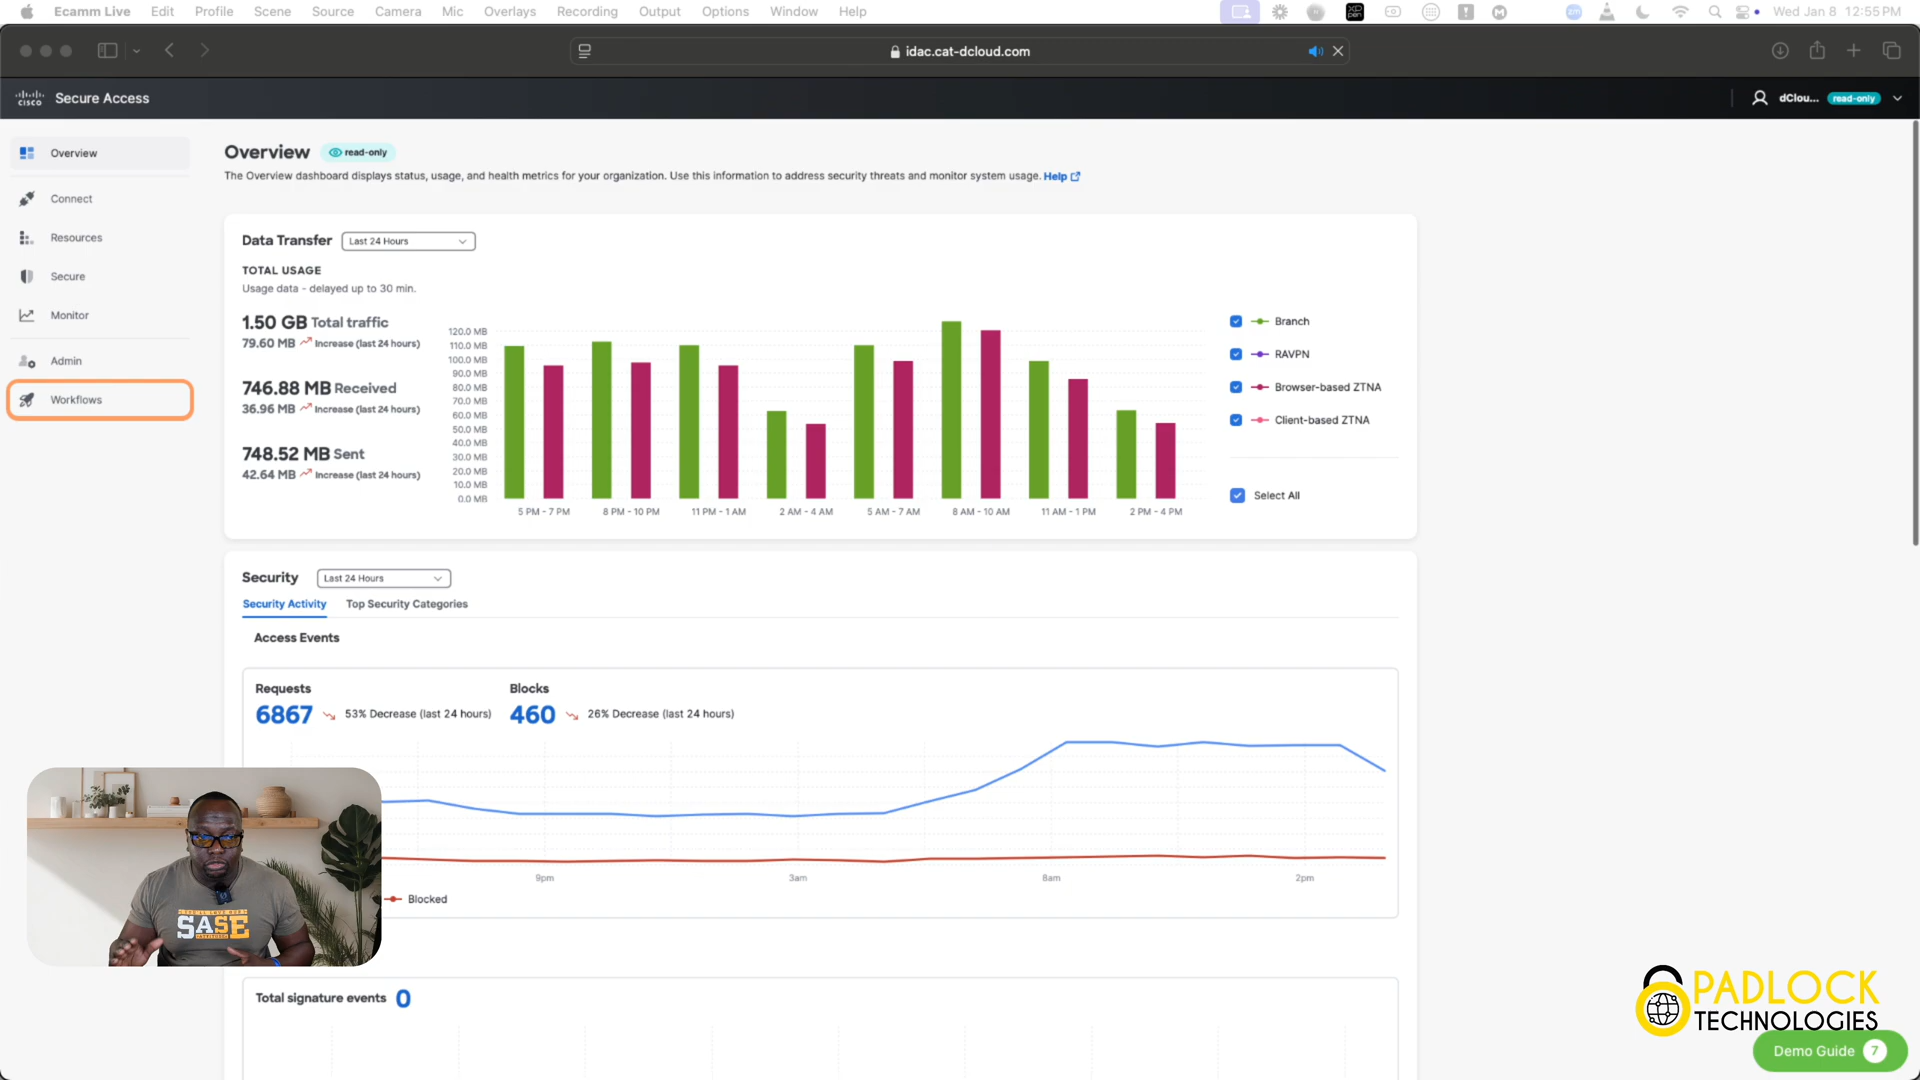 Ecamm Live Edit Profile Scene Source Camera Mic Overlays Recording Output Options Window Help
Wed Jan 8 12:55 PM
idac.cat-dcloud.com
CISCO Secure Access
dClou... read-only
Overview
Connect
Resources
Secure
Monitor
Admin
Workflows
Overview read-only
The Overview dashboard displays status, usage, and health metrics for your organization. Use this information to address security threats and monitor system usage. Help
Data Transfer Last 24 Hours
TOTAL USAGE
Usage data - delayed up to 30 min.
1.50 GB Total traffic
79.60 MB Increase (last 24 hours)
746.88 MB Received
36.96 MB Increase (last 24 hours)
748.52 MB Sent
42.64 MB Increase (last 24 hours)
120.0 MB
110.0 MB
100.0 MB
90.0 MB
80.0 MB
70.0 MB
60.0 MB
50.0 MB
40.0 MB
30.0 MB
20.0 MB
10.0 MB
0.0 MB
5 PM - 7 PM 8 PM - 10 PM 11 PM - 1 AM 2 AM - 4 AM 5 AM - 7 AM 8 AM - 10 AM 11 AM - 1 PM 2 PM - 4 PM
Branch
RAVPN
Browser-based ZTNA
Client-based ZTNA
Select All
Security Last 24 Hours
Security Activity Top Security Categories
Access Events
Requests Blocks
6867 53% Decrease (last 24 hours) 460 26% Decrease (last 24 hours)
9pm 3am 8am 2pm
Blocked
SASE
Total signature events 0
PADLOCK
TECHNOLOGIES
Demo Guide 7